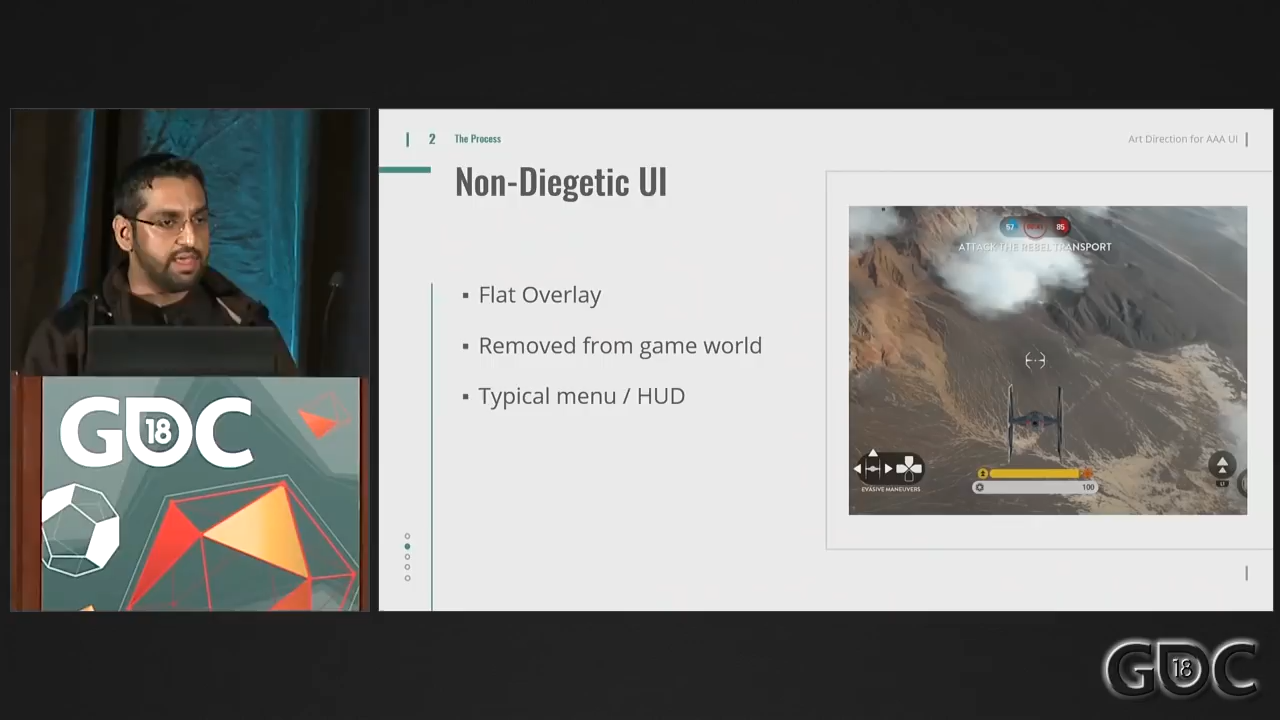 2 The Process
Art Direction for AAA UI
Non-Diegetic UI
▪ Flat Overlay
▪ Removed from game world
▪ Typical menu / HUD
57
85
ATTACK THE REBEL TRANSPORT
EVASIVE MANEUVERS
100
GDC
18
GDC
18